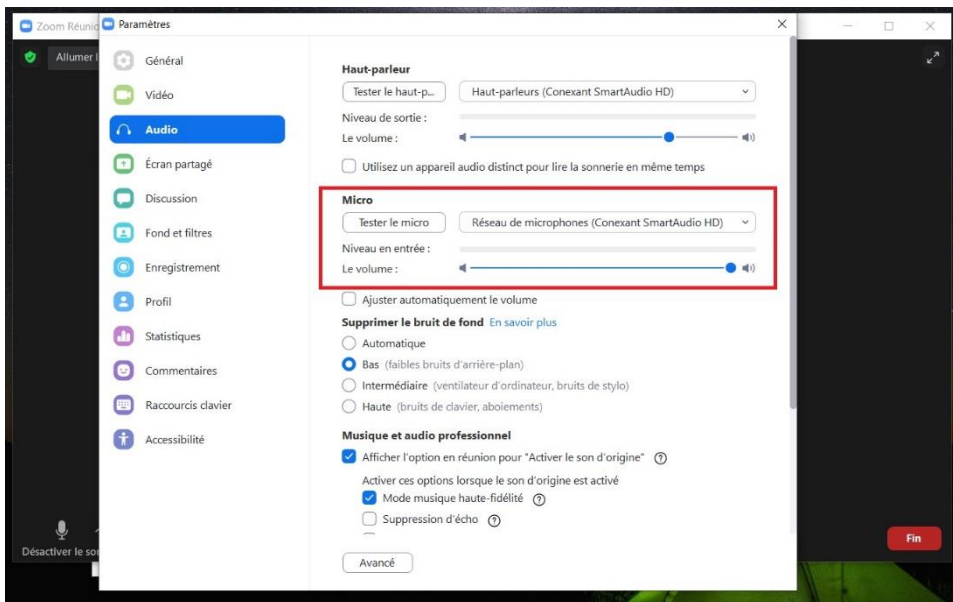 Zoom Réunio
Paramètres
Allumer l
Général
Vidéo
Audio
Écran partagé
Discussion
Fond et filtres
Enregistrement
Profil
Statistiques
Commentaires
Raccourcis clavier
Accessibilité
Désactiver le so
Haut-parleur
Tester le haut-p...
Haut-parleurs (Conexant SmartAudio HD)
Niveau de sortie :
Le volume :
Utilisez un appareil audio distinct pour lire la sonnerie en même temps
Micro
Tester le micro
Réseau de microphones (Conexant SmartAudio HD)
Niveau en entrée :
Le volume :
Ajuster automatiquement le volume
Supprimer le bruit de fond En savoir plus
Automatique
Bas (faibles bruits d'arrière-plan)
Intermédiaire (ventilateur d'ordinateur, bruits de stylo)
Haute (bruits de clavier, aboiements)
Musique et audio professionnel
Afficher l'option en réunion pour "Activer le son d'origine"
Activer ces options lorsque le son d'origine est activé
Mode musique haute-fidélité
Suppression d'écho
Avancé
Fin